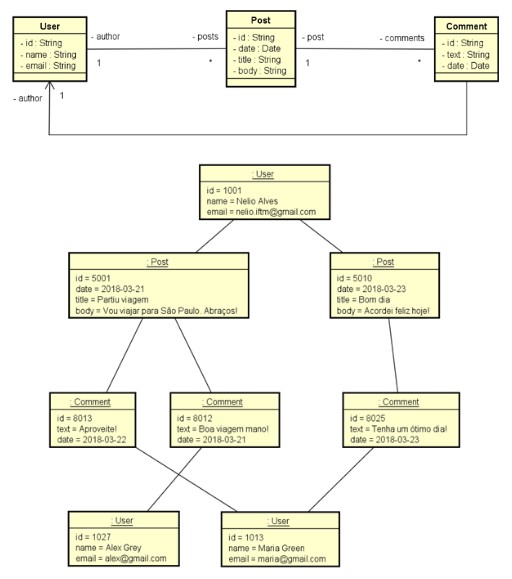 User
- id : String
- name : String
- email : String
- author
1
- posts
*
Post
- id : String
- date : Date
- title : String
- body : String
- post
1
- comments
*
Comment
- id : String
- text : String
- date : Date
- author
1
: User
id = 1001
name = Nelio Alves
email = nelio.iftm@gmail.com
: Post
id = 5001
date = 2018-03-21
title = Partiu viagem
body = Vou viajar para São Paulo. Abraços!
: Post
id = 5010
date = 2018-03-23
title = Bom dia
body = Acordei feliz hoje!
: Comment
id = 8013
text = Aproveite!
date = 2018-03-22
: Comment
id = 8012
text = Boa viagem mano!
date = 2018-03-21
: Comment
id = 8025
text = Tenha um ótimo dia!
date = 2018-03-23
: User
id = 1027
name = Alex Grey
email = alex@gmail.com
: User
id = 1013
name = Maria Green
email = maria@gmail.com